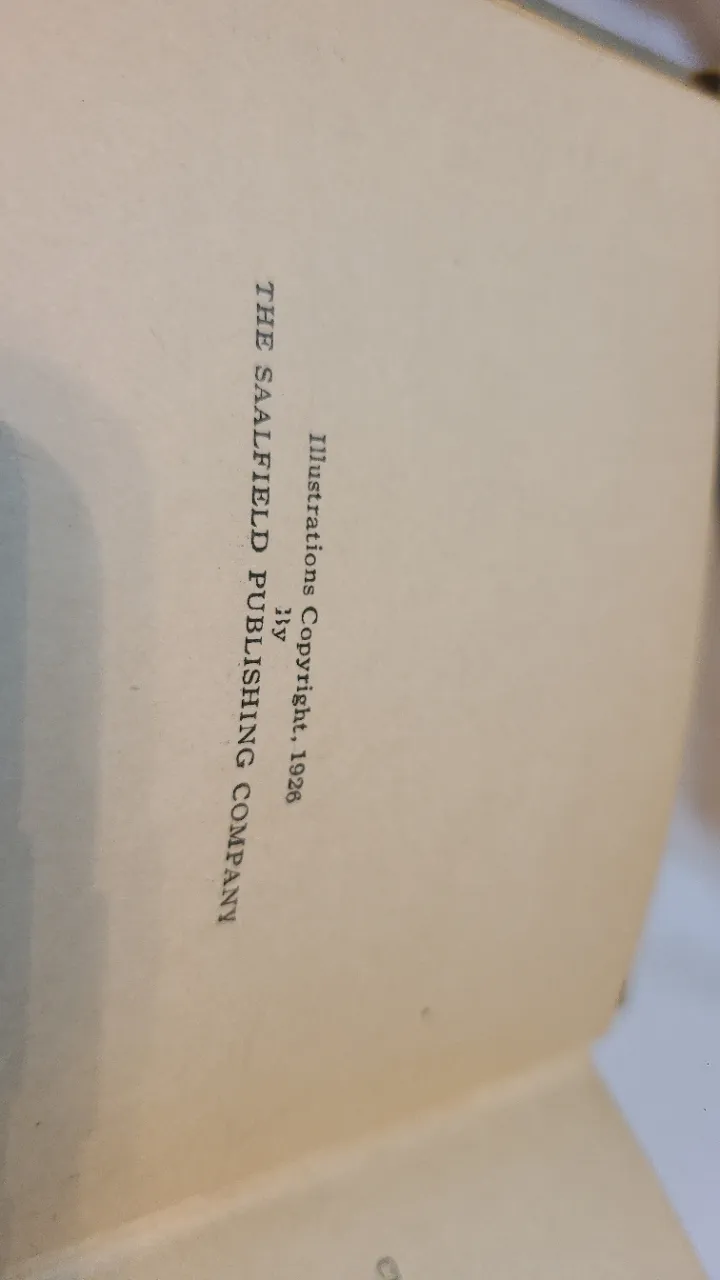 Illustrations Copyright, 1926
By
THE SAALFIELD PUBLISHING COMPANY